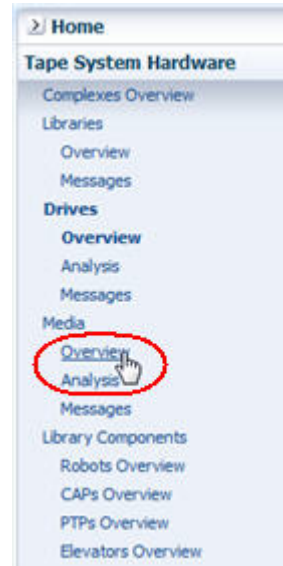 Home
Tape System Hardware
Complexes Overview
Libraries
Overview
Messages
Drives
Overview
Analysis
Messages
Media
Overview
Analysis
Messages
Library Components
Robots Overview
CAPs Overview
PTPs Overview
Elevators Overview